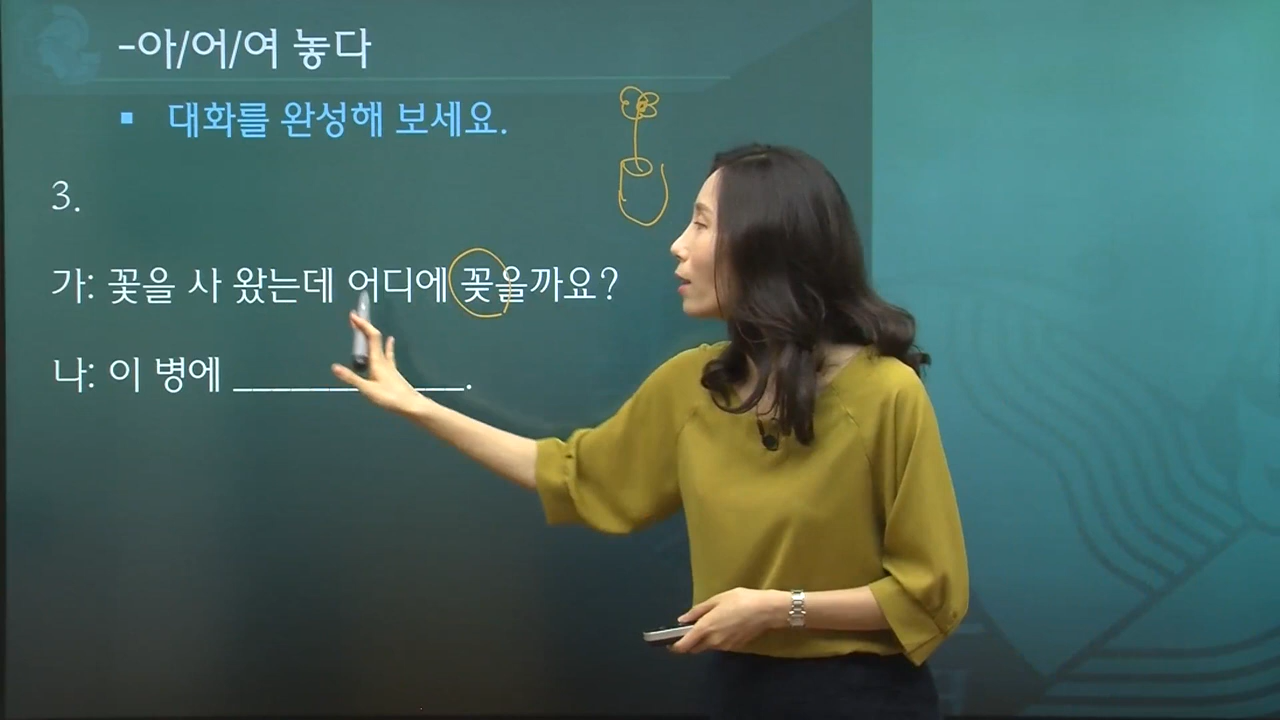 -아/어/여 놓다
▪ 대화를 완성해 보세요.
3.
가: 꽃을 사 왔는데 어디에 꽂을까요?
나: 이 병에 ____________.